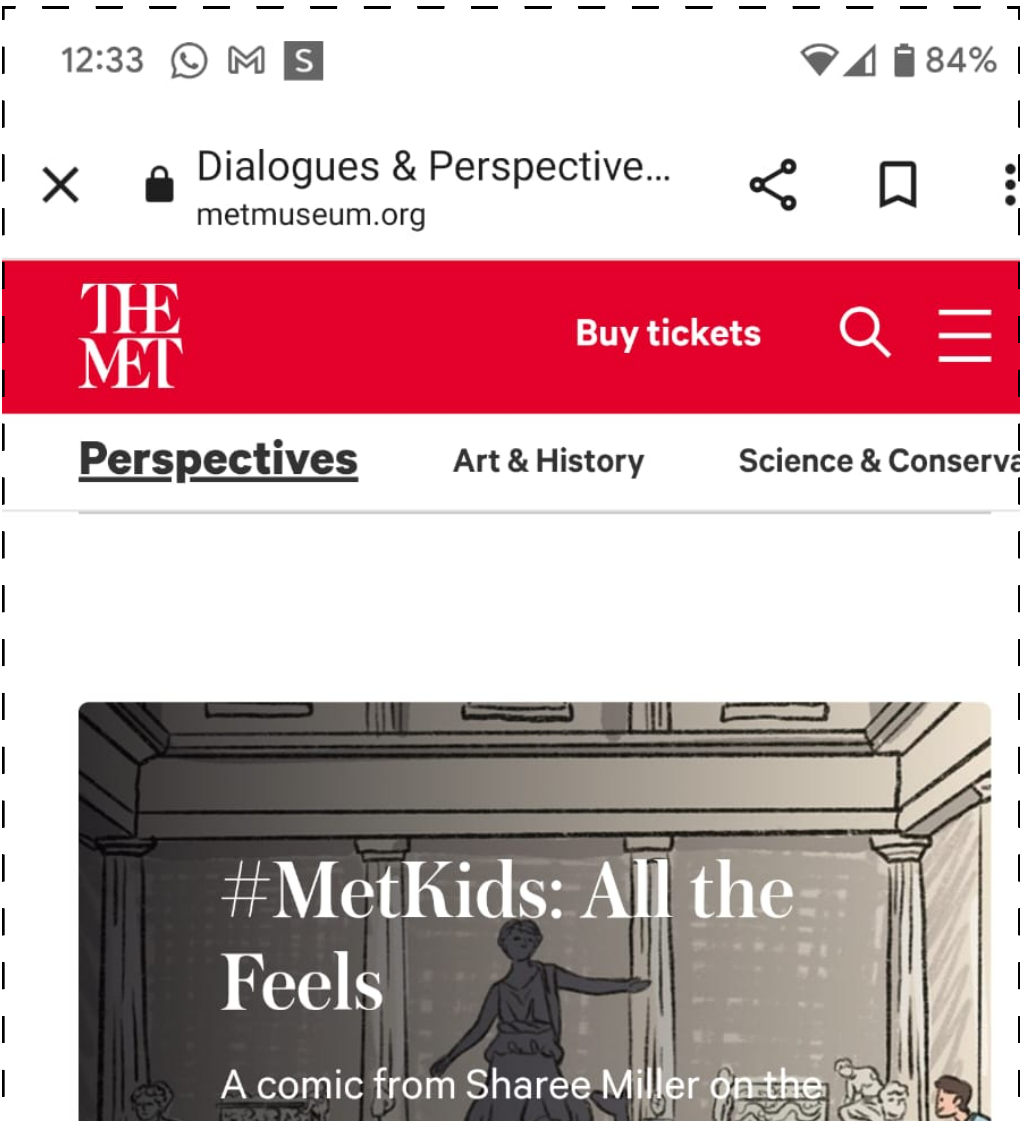 12:33 S 84%
Dialogues & Perspective...
metmuseum.org
THE
MET
Buy tickets
Perspectives Art & History Science & Conserva
#MetKids: All the
Feels
A comic from Sharee Miller on the